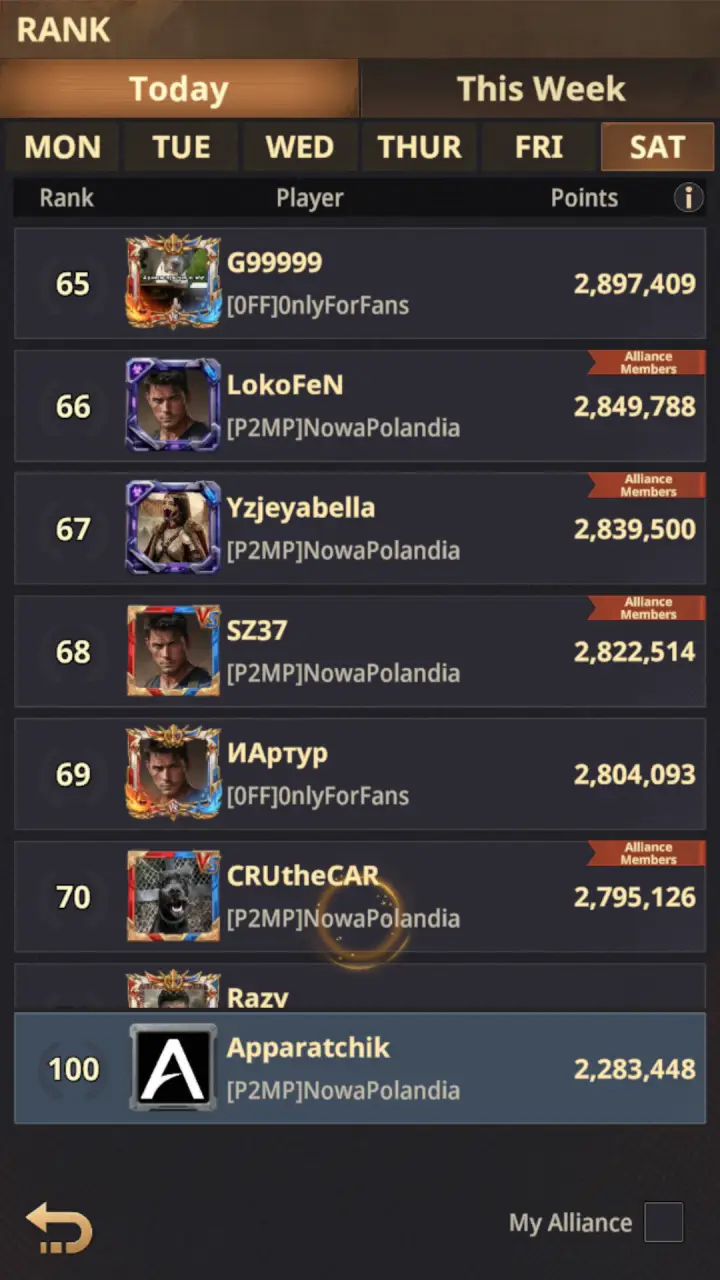 RANK
Today
This Week
MON TUE WED THUR FRI SAT
Rank Player Points i
65 G99999 2,897,409
[0FF]0nlyForFans
Alliance Members
66 LokoFeN 2,849,788
[P2MP]NowaPolandia
Alliance Members
67 Yzjeyabella 2,839,500
[P2MP]NowaPolandia
Alliance Members
68 SZ37 2,822,514
[P2MP]NowaPolandia
69 ИАртур 2,804,093
[0FF]0nlyForFans
Alliance Members
70 CRUtheCAR 2,795,126
[P2MP]NowaPolandia
Razv
100 Apparatchik 2,283,448
[P2MP]NowaPolandia
My Alliance